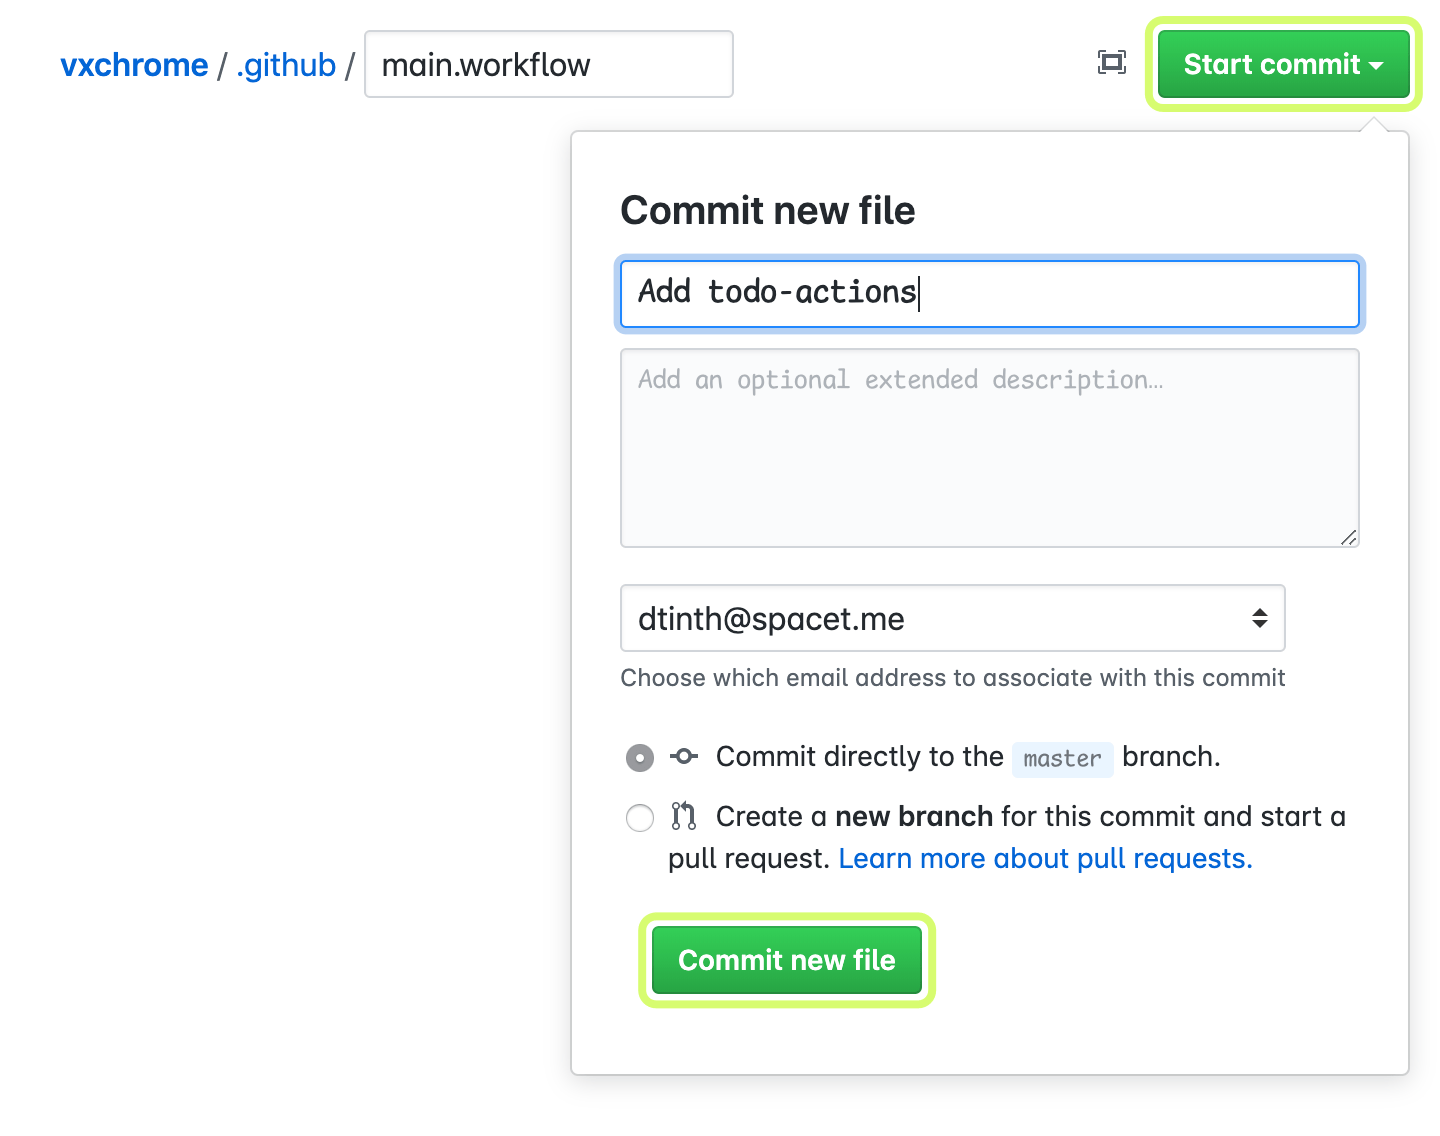 vxchrome / .github / main.workflow
Start commit
Commit new file
Add todo-actions
Add an optional extended description…
dtinth@spacet.me
Choose which email address to associate with this commit
Commit directly to the master branch.
Create a new branch for this commit and start a
pull request. Learn more about pull requests.
Commit new file